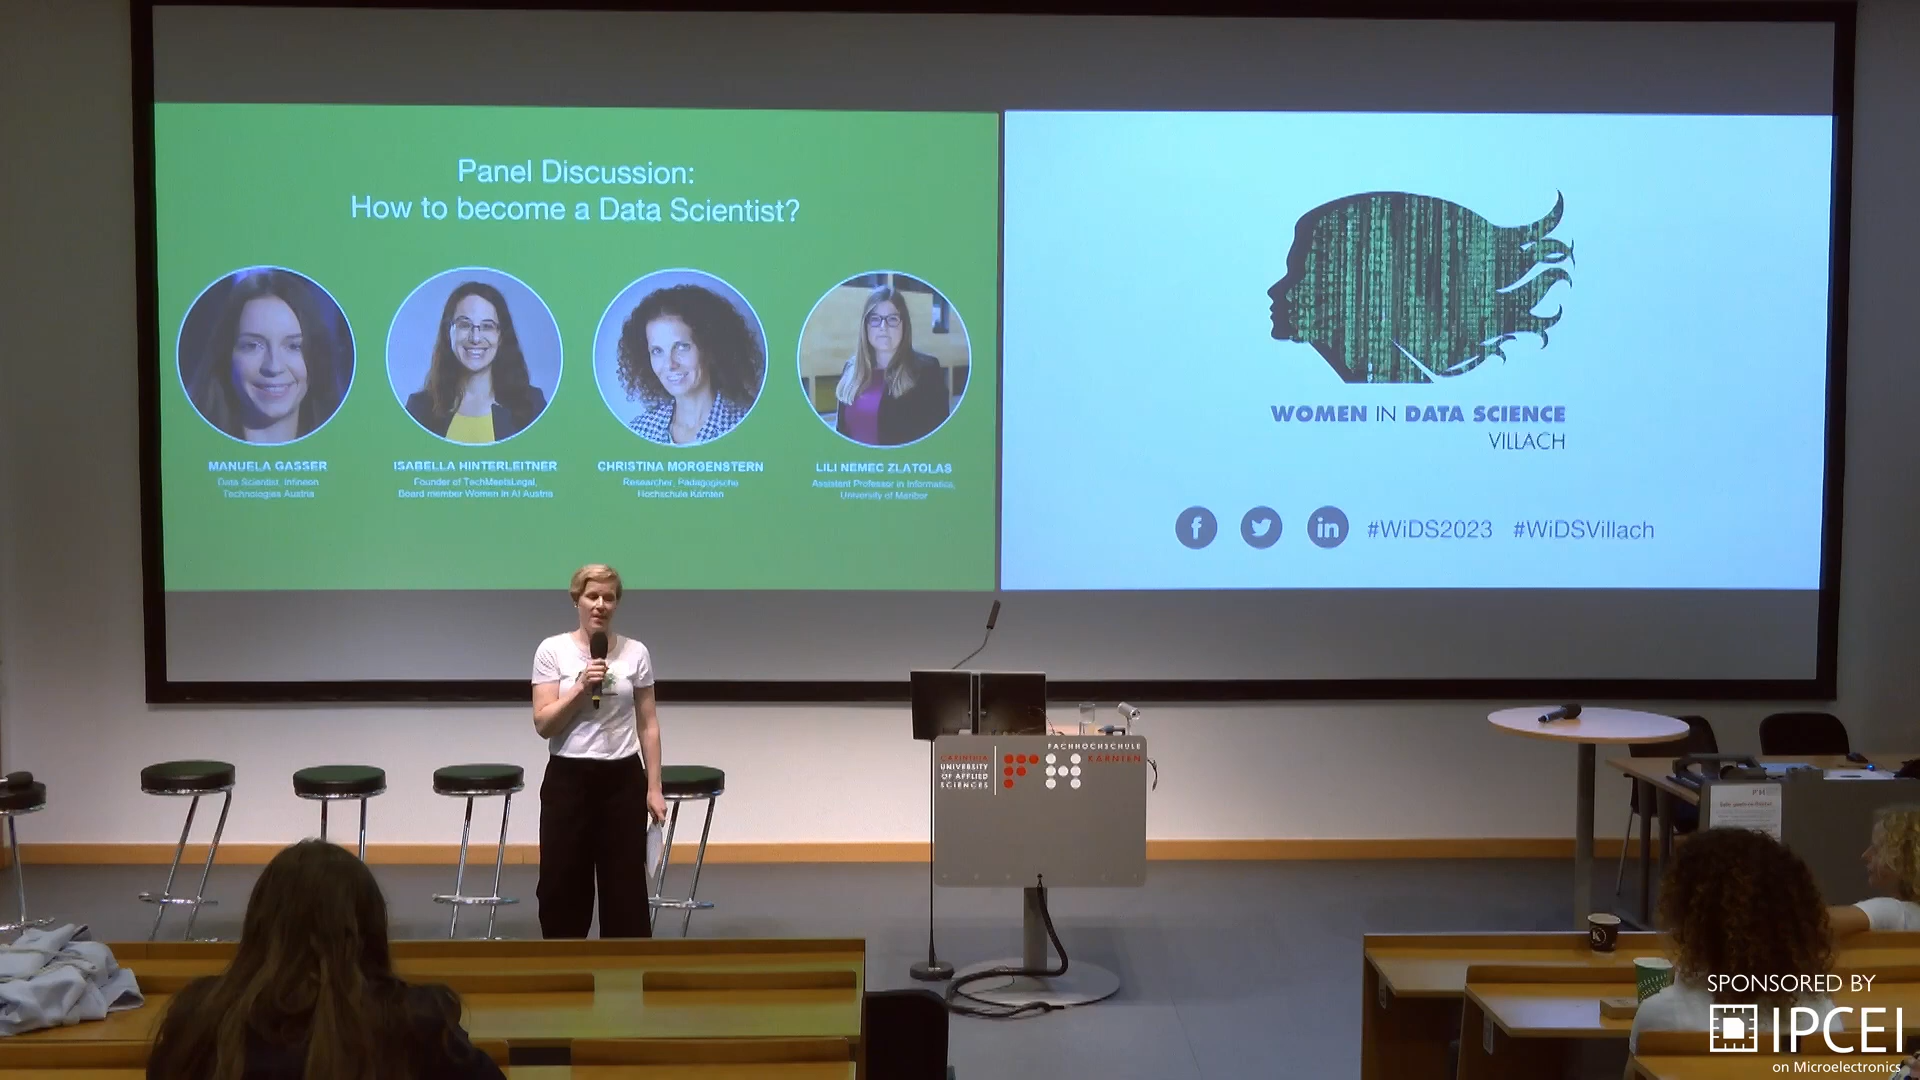 Panel Discussion:
How to become a Data Scientist?
MANUELA GASSER
Data Scientist, Infineon
Technologies Austria
ISABELLA HINTERLEITNER
Founder of TechMeetsLegal,
Board member Women in AI Austria
CHRISTINA MORGENSTERN
Researcher, Pädagogische
Hochschule Kärnten
LILI NEMEC ZLATOLAS
Assistant Professor in Informatics,
University of Maribor
WOMEN IN DATA SCIENCE
VILLACH
#WiDS2023 #WiDSVillach
CARINTHIA
UNIVERSITY
OF APPLIED
SCIENCES
FACHHOCHSCHULE
KÄRNTEN
SPONSORED BY
IPCEI
on Microelectronics